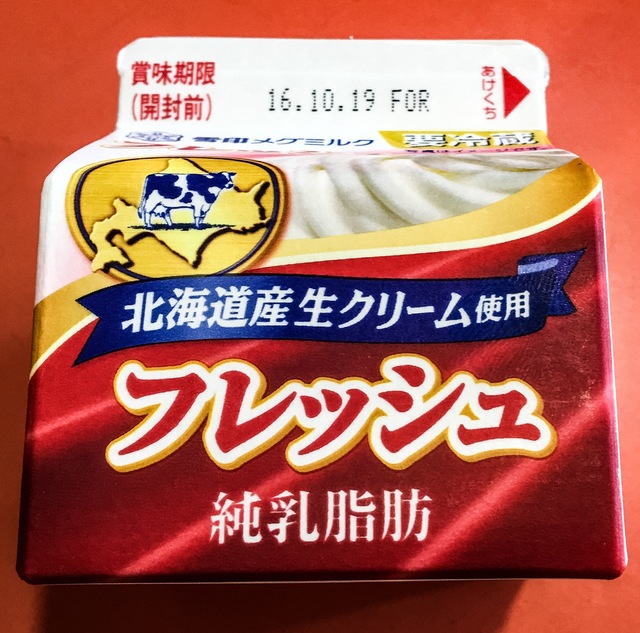 賞味期限
(開封前)
16.10.19 FOR
あけくち
雪印メグミルク
要冷蔵
北海道産生クリーム使用
フレッシュ
純乳脂肪